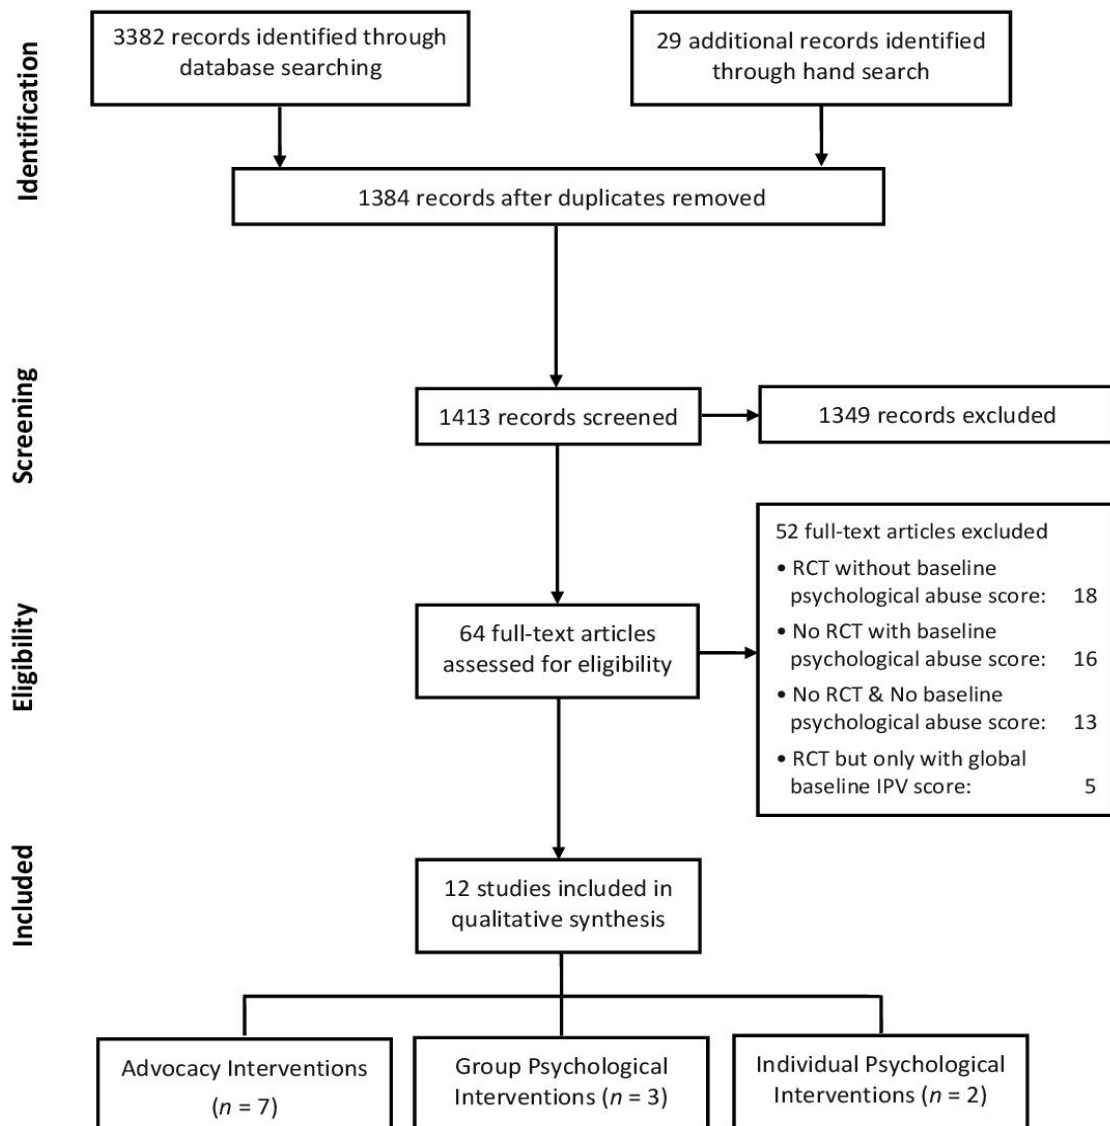 Identification
3382 records identified through
database searching
29 additional records identified
through hand search
1384 records after duplicates removed
Screening
1413 records screened
1349 records excluded
Eligibility
64 full-text articles
assessed for eligibility
52 full-text articles excluded
• RCT without baseline
psychological abuse score: 18
• No RCT with baseline
psychological abuse score: 16
• No RCT & No baseline
psychological abuse score: 13
• RCT but only with global
baseline IPV score: 5
Included
12 studies included in
qualitative synthesis
Advocacy Interventions
(n = 7)
Group Psychological
Interventions (n = 3)
Individual Psychological
Interventions (n = 2)